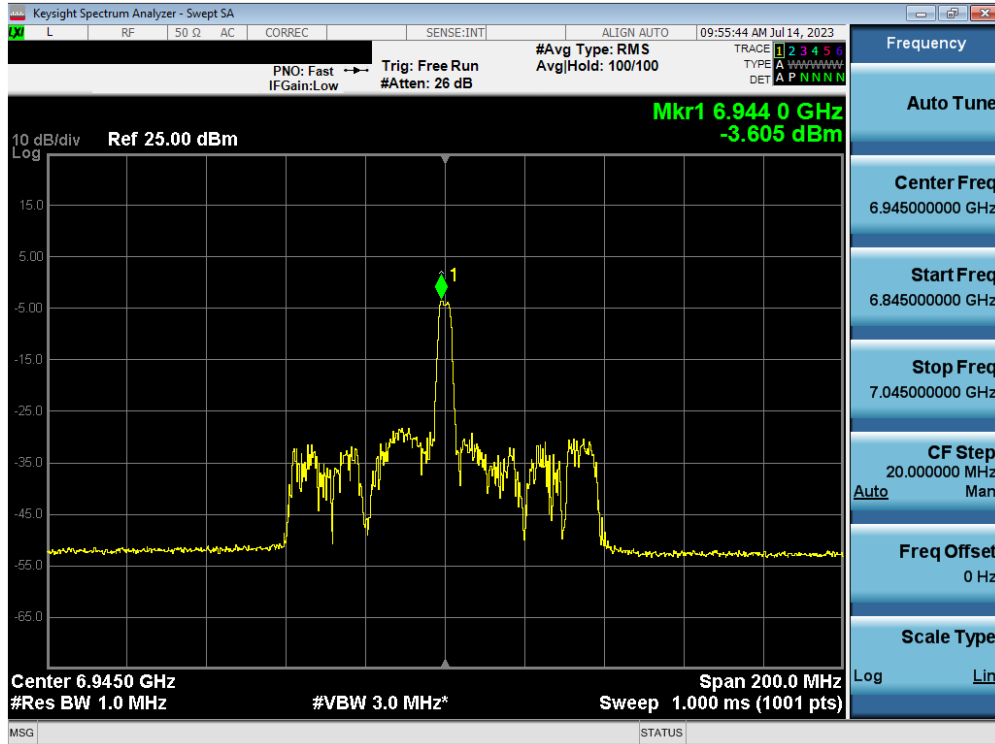 Keysight Spectrum Analyzer - Swept SA
LXI L RF 50 Ω AC CORREC SENSE:INT ALIGN AUTO 09:55:44 AM Jul 14, 2023
PNO: Fast
IFGain:Low
Trig: Free Run
#Atten: 26 dB
#Avg Type: RMS
Avg|Hold: 100/100
TRACE 1 2 3 4 5 6
TYPE A WWWWW
DET A P N N N N
Mkr1 6.944 0 GHz
-3.605 dBm
10 dB/div Ref 25.00 dBm
Log
15.0
5.00
-5.00
-15.0
-25.0
-35.0
-45.0
-55.0
-65.0
1
Center 6.9450 GHz Span 200.0 MHz
#Res BW 1.0 MHz #VBW 3.0 MHz* Sweep 1.000 ms (1001 pts)
MSG STATUS
Frequency
Auto Tune
Center Freq
6.945000000 GHz
Start Freq
6.845000000 GHz
Stop Freq
7.045000000 GHz
CF Step
20.000000 MHz
Auto Man
Freq Offset
0 Hz
Scale Type
Log Lin